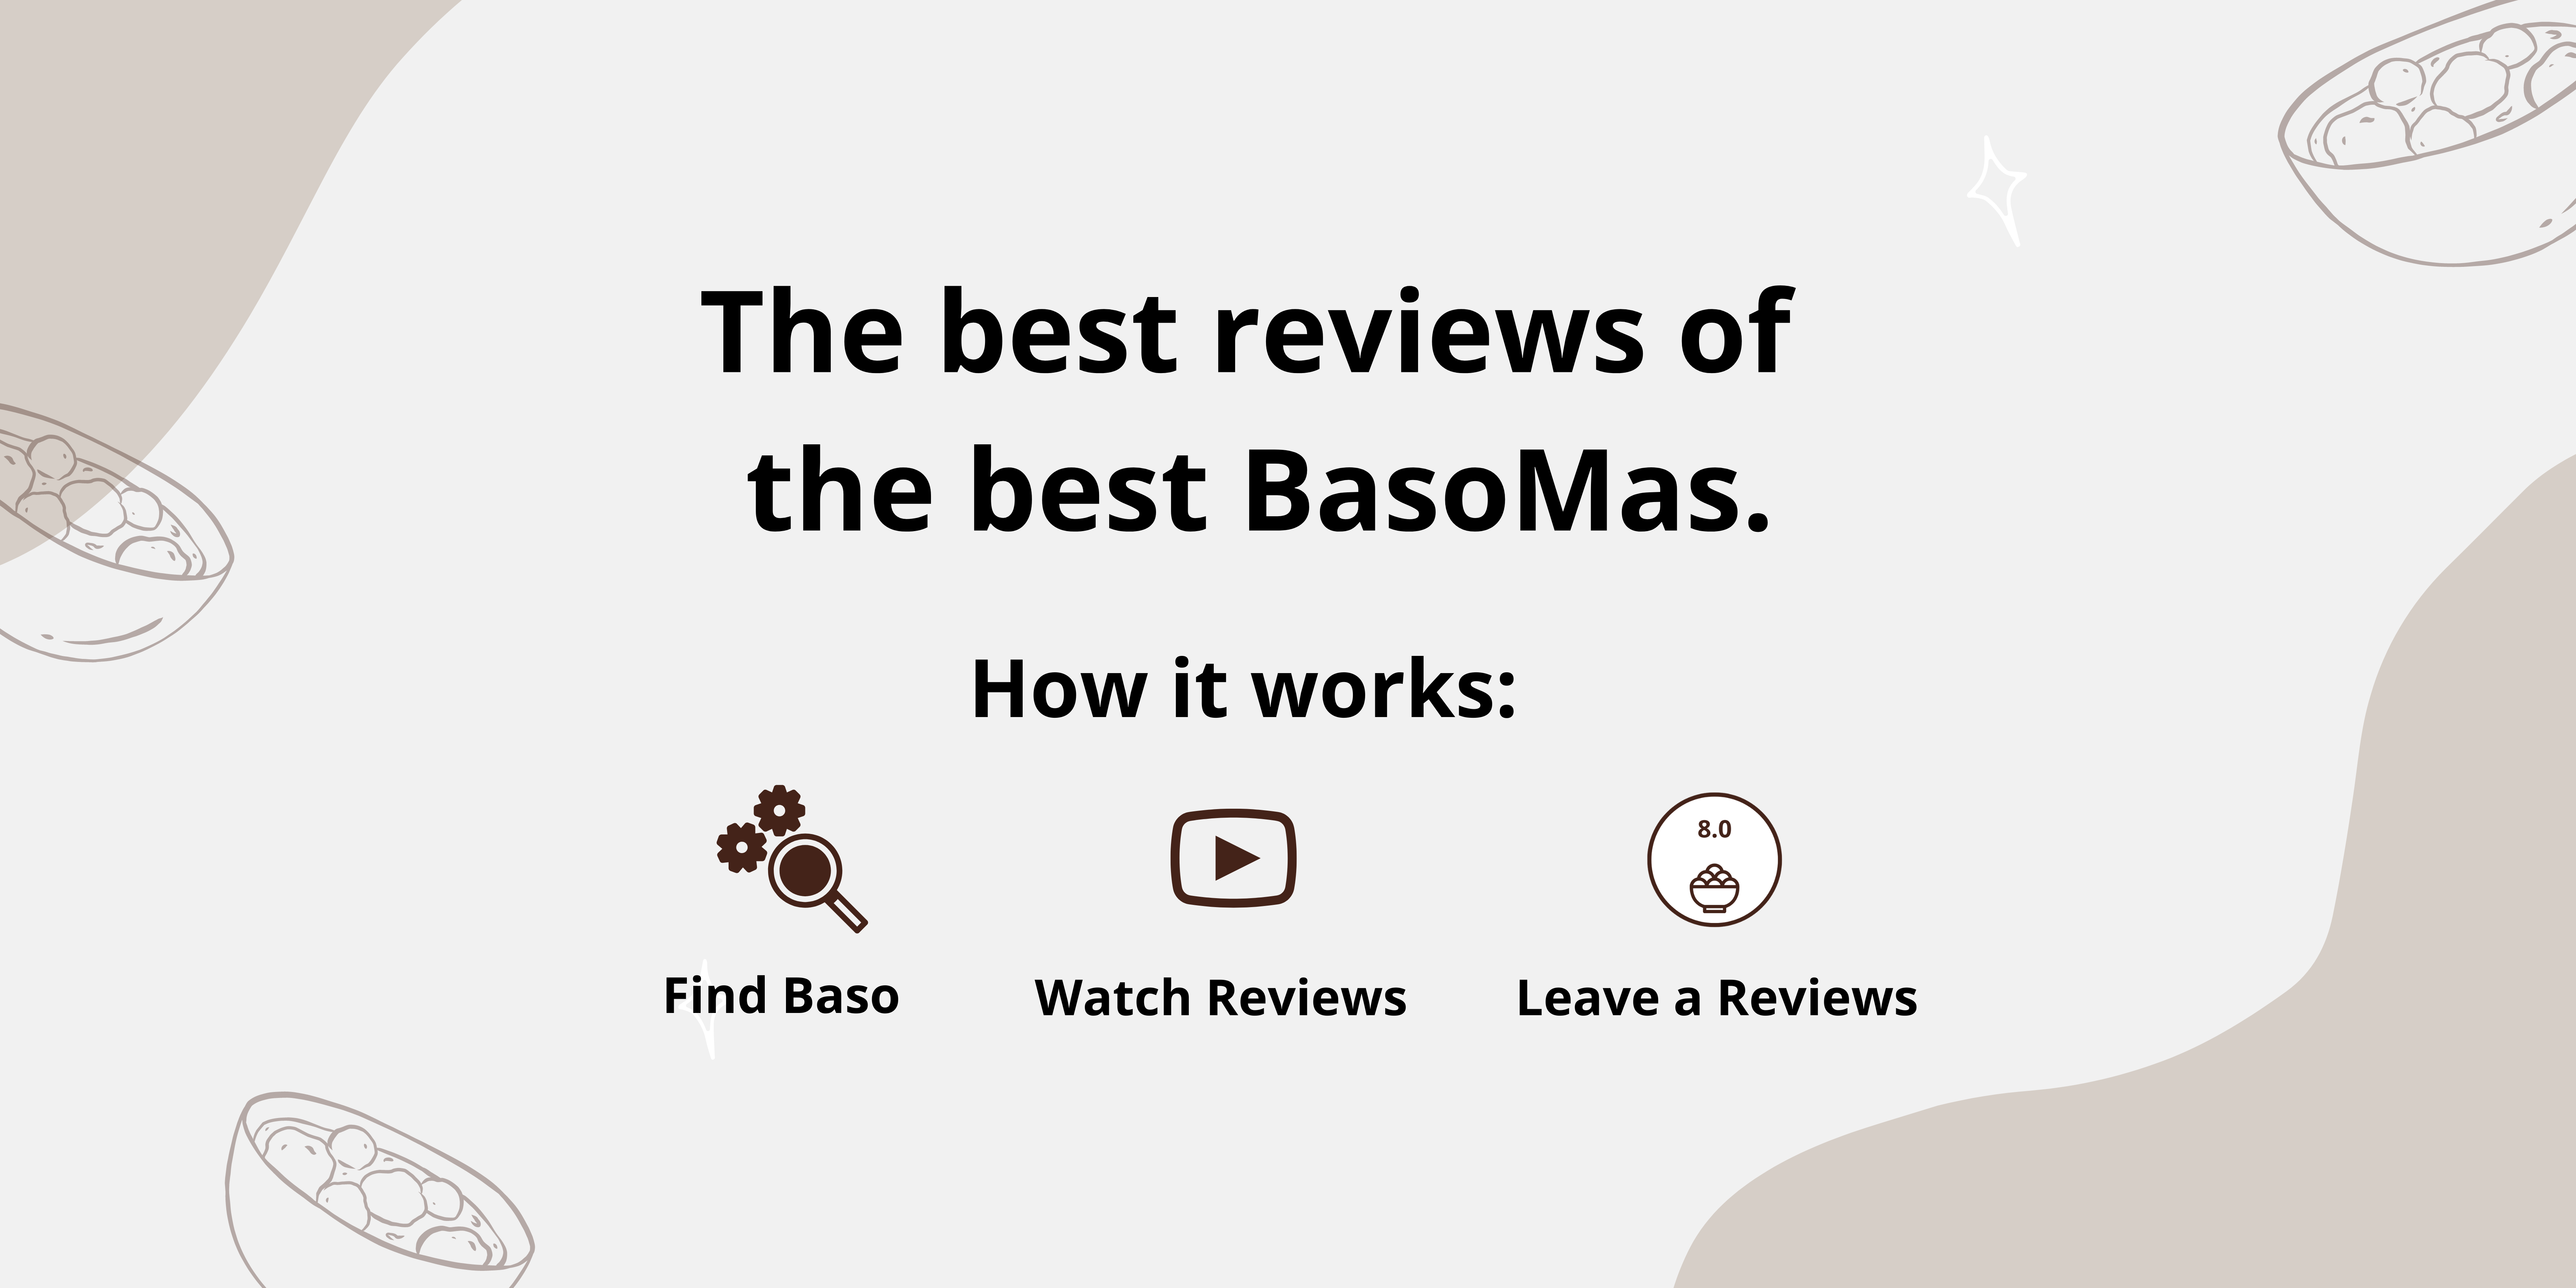 The best reviews of
the best BasoMas.
How it works:
8.0
Find Baso
Watch Reviews
Leave a Reviews